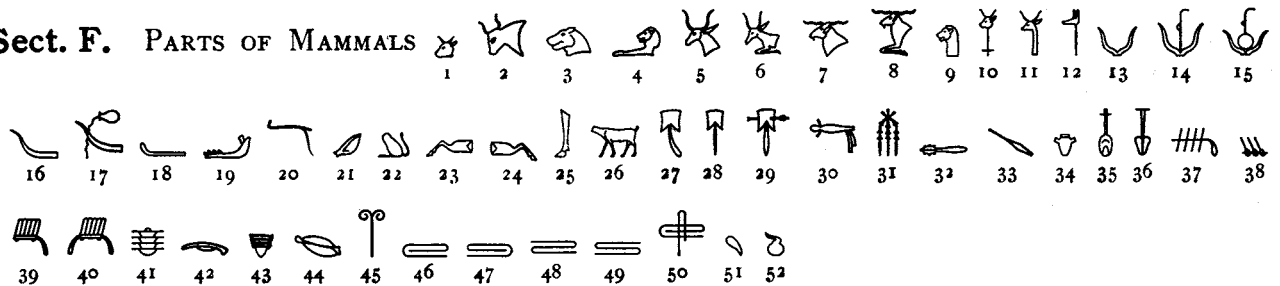 Sect. F. PARTS OF MAMMALS
1 2 3 4 5 6 7 8 9 10 11 12 13 14 15
16 17 18 19 20 21 22 23 24 25 26 27 28 29 30 31 32 33 34 35 36 37 38
39 40 41 42 43 44 45 46 47 48 49 50 51 52